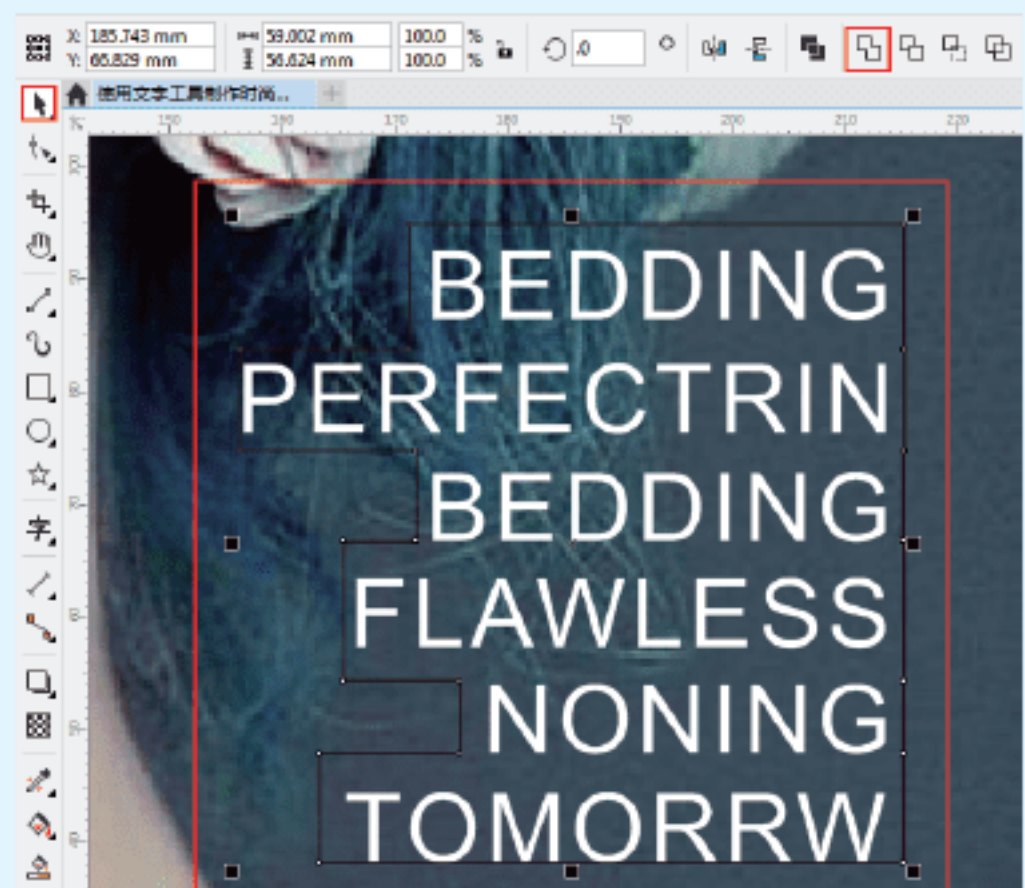 X: 185.743 mm 59.002 mm 100.0 % .0
Y: 66.829 mm 56.624 mm 100.0 %
使用文字工具制作时尚...
150 160 170 180 190 200 210 220
字
BEDDING
PERFECTRIN
BEDDING
FLAWLESS
NONING
TOMORRW